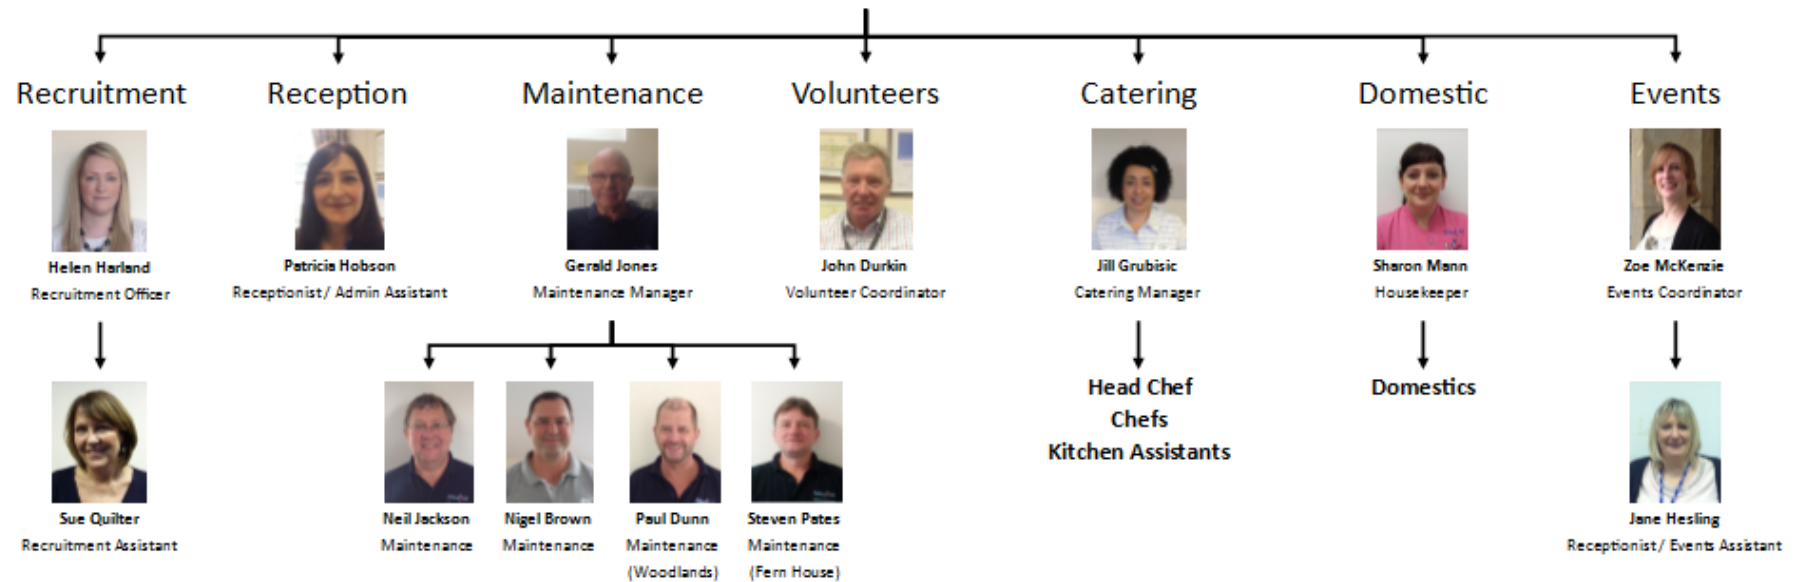 Recruitment
Reception
Maintenance
Volunteers
Catering
Domestic
Events
Helen Harland
Recruitment Officer
Patricia Hobson
Receptionist / Admin Assistant
Gerald Jones
Maintenance Manager
John Durkin
Volunteer Coordinator
Jill Grubisic
Catering Manager
Sharon Mann
Housekeeper
Zoe McKenzie
Events Coordinator
Sue Quilter
Recruitment Assistant
Neil Jackson
Maintenance
Nigel Brown
Maintenance
Paul Dunn
Maintenance
(Woodlands)
Steven Pates
Maintenance
(Fern House)
Head Chef
Chefs
Kitchen Assistants
Domestics
Jane Hesling
Receptionist / Events Assistant